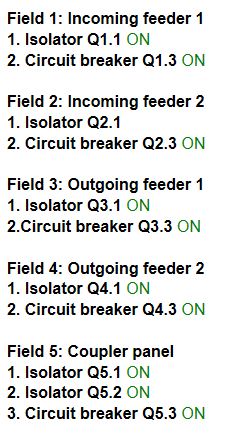 Field 1: Incoming feeder 1
1. Isolator Q1.1 ON
2. Circuit breaker Q1.3 ON
Field 2: Incoming feeder 2
1. Isolator Q2.1
2. Circuit breaker Q2.3 ON
Field 3: Outgoing feeder 1
1. Isolator Q3.1 ON
2.Circuit breaker Q3.3 ON
Field 4: Outgoing feeder 2
1. Isolator Q4.1 ON
2. Circuit breaker Q4.3 ON
Field 5: Coupler panel
1. Isolator Q5.1 ON
2. Isolator Q5.2 ON
3. Circuit breaker Q5.3 ON